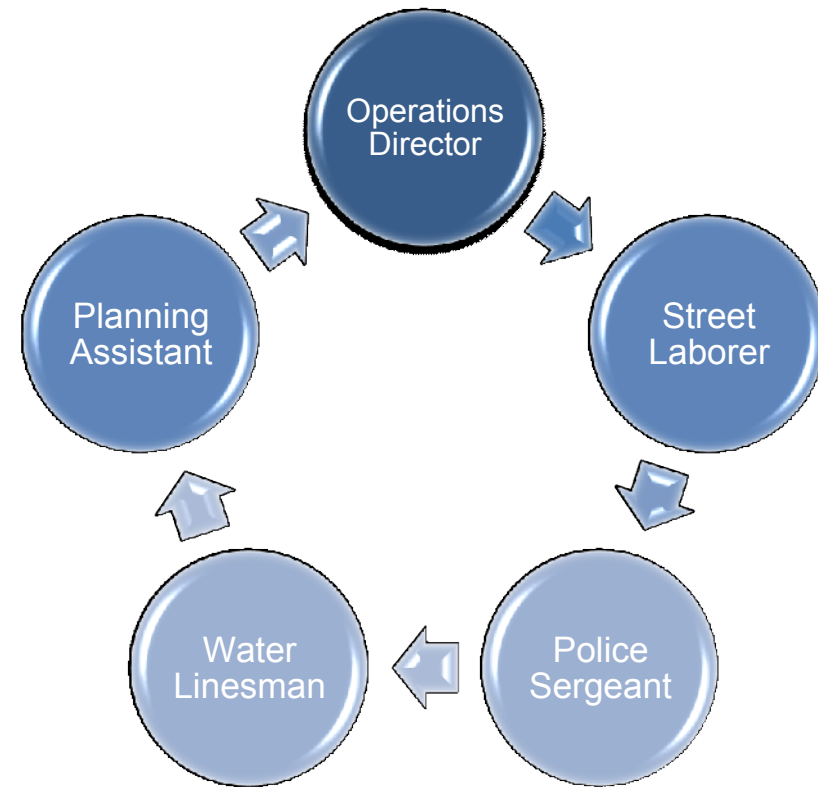 Operations
Director
Street
Laborer
Police
Sergeant
Water
Linesman
Planning
Assistant